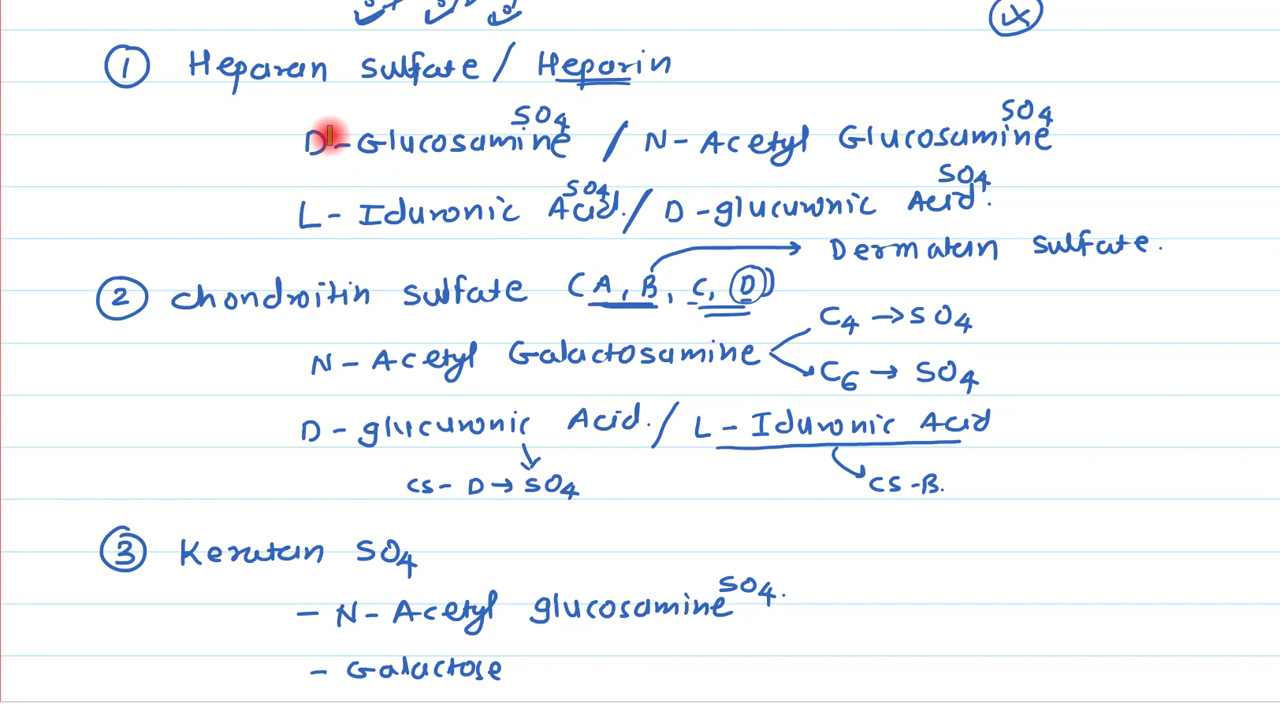 ① Heparan sulfate / Heparin
SO4 SO4
D - Glucosamine / N - Acetyl Glucosamine
SO4 SO4
L - Iduronic Acid. / D - glucuronic Acid.
Dermatan sulfate.
② Chondroitin sulfate (A, B, C, D)
C4 → SO4
N - Acetyl Galactosamine
C6 → SO4
D - glucuronic Acid. / L - Iduronic Acid
CS - D → SO4 CS - B.
③ Keratan SO4
SO4.
- N - Acetyl glucosamine
- Galactose